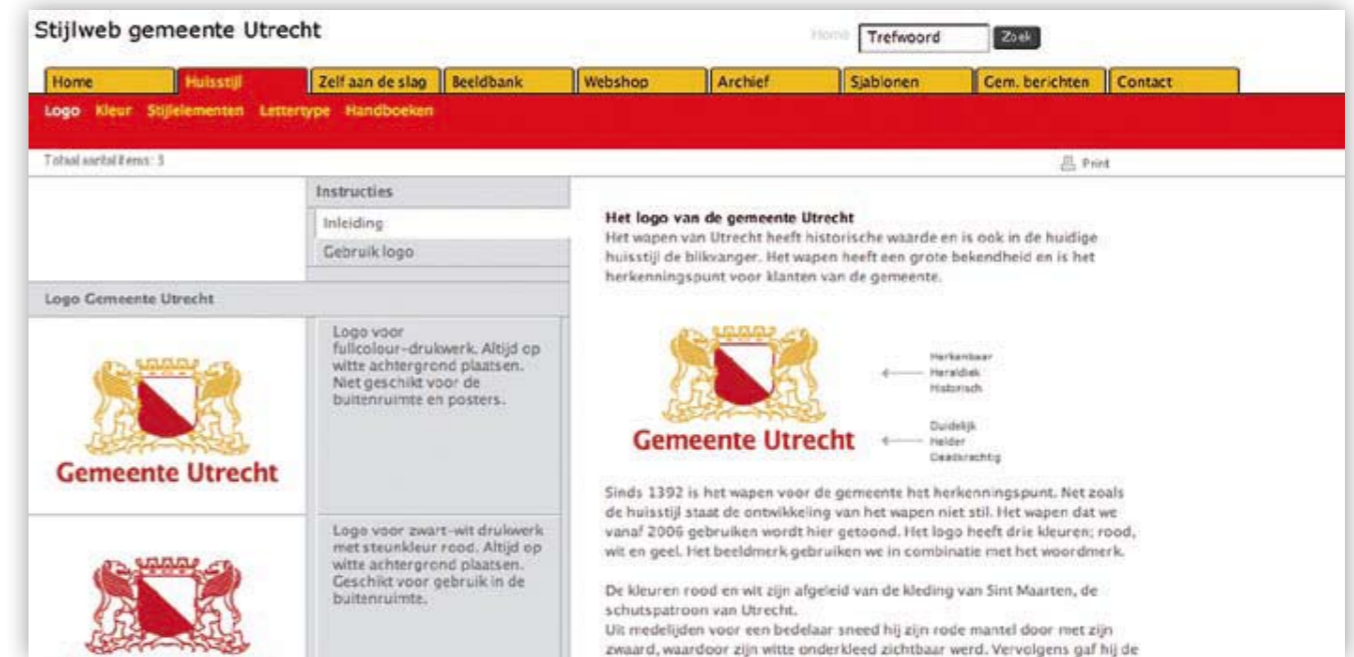 Stijlweb gemeente Utrecht
Home Trefwoord Zoek
Home Huisstijl Zelf aan de slag Beeldbank Webshop Archief Sjablonen Gem. berichten Contact
Logo Kleur Stijlelementen Lettertype Handboeken
Totaal aantal items: 3
Print
Instructies
Inleiding
Gebruik logo
Logo Gemeente Utrecht
Gemeente Utrecht
Logo voor
fullcolour-drukwerk. Altijd op
witte achtergrond plaatsen.
Niet geschikt voor de
buitenruimte en posters.
Logo voor zwart-wit drukwerk
met steunkleur rood. Altijd op
witte achtergrond plaatsen.
Geschikt voor gebruik in de
buitenruimte.
Het logo van de gemeente Utrecht
Het wapen van Utrecht heeft historische waarde en is ook in de huidige
huisstijl de blikvanger. Het wapen heeft een grote bekendheid en is het
herkenningspunt voor klanten van de gemeente.
Gemeente Utrecht
Herkenbaar
Heraldiek
Historisch
Duidelijk
Helder
Daadkrachtig
Sinds 1392 is het wapen voor de gemeente het herkenningspunt. Net zoals
de huisstijl staat de ontwikkeling van het wapen niet stil. Het wapen dat we
vanaf 2006 gebruiken wordt hier getoond. Het logo heeft drie kleuren; rood,
wit en geel. Het beeldmerk gebruiken we in combinatie met het woordmerk.
De kleuren rood en wit zijn afgeleid van de kleding van Sint Maarten, de
schutspatroon van Utrecht.
Uit medelijden voor een bedelaar sneed hij zijn rode mantel door met zijn
zwaard, waardoor zijn witte onderkleed zichtbaar werd. Vervolgens gaf hij de